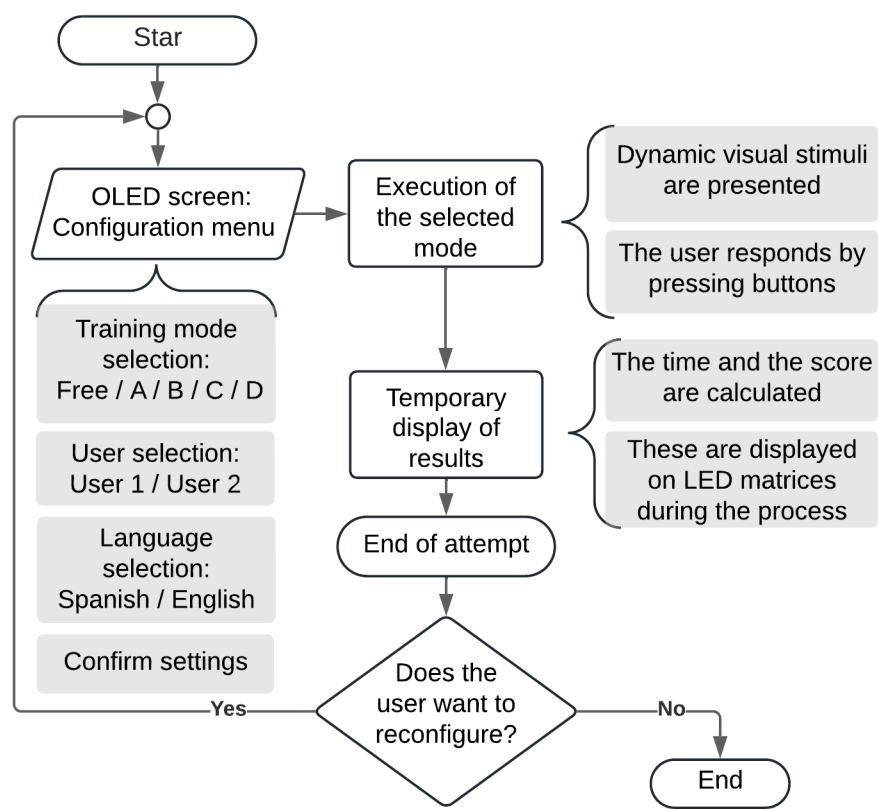 Star
OLED screen:
Configuration menu
Training mode
selection:
Free / A / B / C / D
User selection:
User 1 / User 2
Language
selection:
Spanish / English
Confirm settings
Execution of
the selected
mode
Dynamic visual stimuli
are presented
The user responds by
pressing buttons
Temporary
display of
results
The time and the score
are calculated
These are displayed
on LED matrices
during the process
End of attempt
Does the
user want to
reconfigure?
Yes
No
End